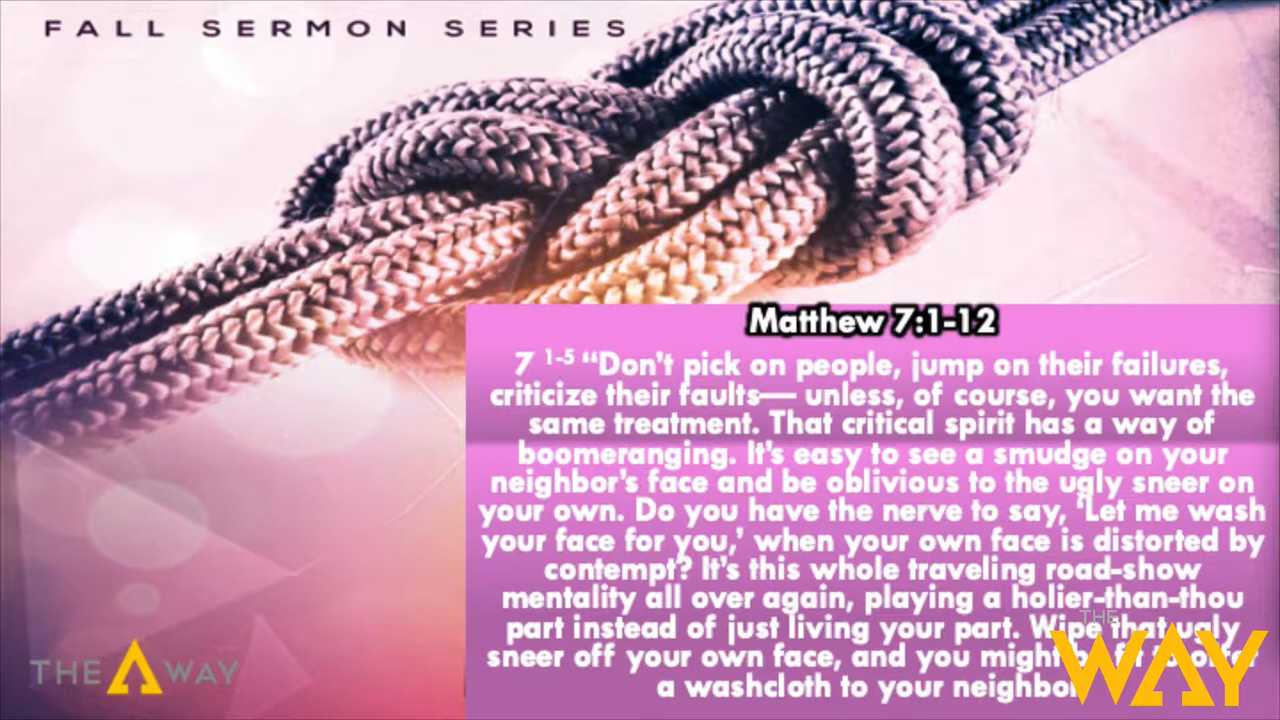 FALL SERMON SERIES
Matthew 7:1-12
7 1-5 “Don’t pick on people, jump on their failures,
criticize their faults— unless, of course, you want the
same treatment. That critical spirit has a way of
boomeranging. It’s easy to see a smudge on your
neighbor’s face and be oblivious to the ugly sneer on
your own. Do you have the nerve to say, ‘Let me wash
your face for you,’ when your own face is distorted by
contempt? It’s this whole traveling road-show
mentality all over again, playing a holier-than-thou
part instead of just living your part. Wipe that ugly
sneer off your own face, and you might be fit to offer
a washcloth to your neighbor
THE WAY
THE
WAY